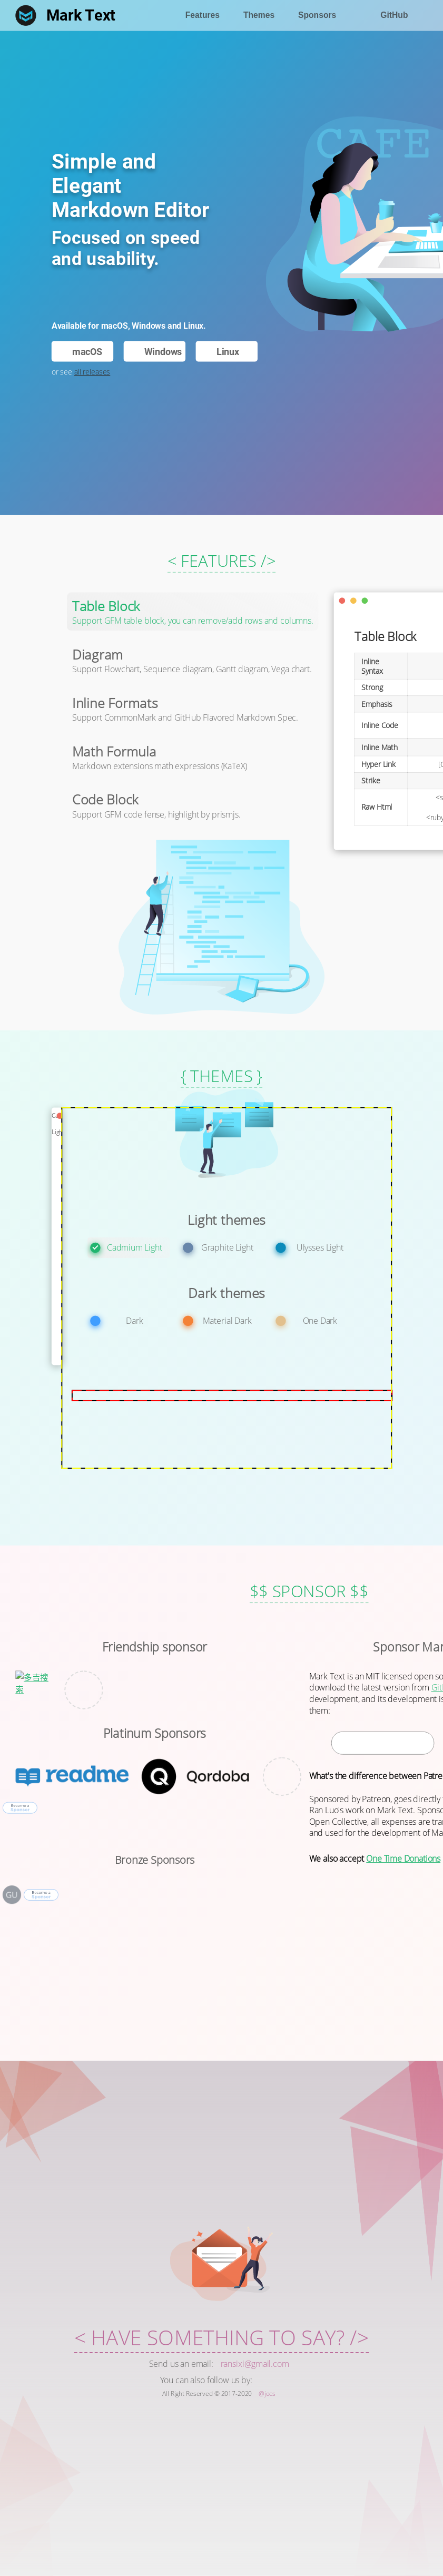 Mark Text
Features
Themes
Sponsors
GitHub
CAFE
Simple and
Elegant
Markdown Editor
Focused on speed
and usability.
Available for macOS, Windows and Linux.
macOS
Windows
Linux
or see all releases
< FEATURES />
Table Block
Support GFM table block, you can remove/add rows and columns.
Diagram
Support Flowchart, Sequence diagram, Gantt diagram, Vega chart.
Inline Formats
Support CommonMark and GitHub Flavored Markdown Spec.
Math Formula
Markdown extensions math expressions (KaTeX)
Code Block
Support GFM code fense, highlight by prismjs.
Table Block
Inline
Syntax
Strong
Emphasis
Inline Code
Inline Math
Hyper Link
Strike
Raw Html
<ruby
{ THEMES }
Light themes
Cadmium Light
Graphite Light
Ulysses Light
Dark themes
Dark
Material Dark
One Dark
$$ SPONSOR $$
Friendship sponsor
多吉搜
索
Platinum Sponsors
readme
Qordoba
Become a
Sponsor
Bronze Sponsors
GU
Become a
Sponsor
Sponsor Mar
Mark Text is an MIT licensed open so
download the latest version from Git
development, and its development is
them:
What's the difference between Patre
Sponsored by Patreon, goes directly
Ran Luo's work on Mark Text. Sponso
Open Collective, all expenses are tran
and used for the development of Ma
We also accept One Time Donations
< HAVE SOMETHING TO SAY? />
Send us an email: ransixi@gmail.com
You can also follow us by:
All Right Reserved © 2017-2020 @jocs